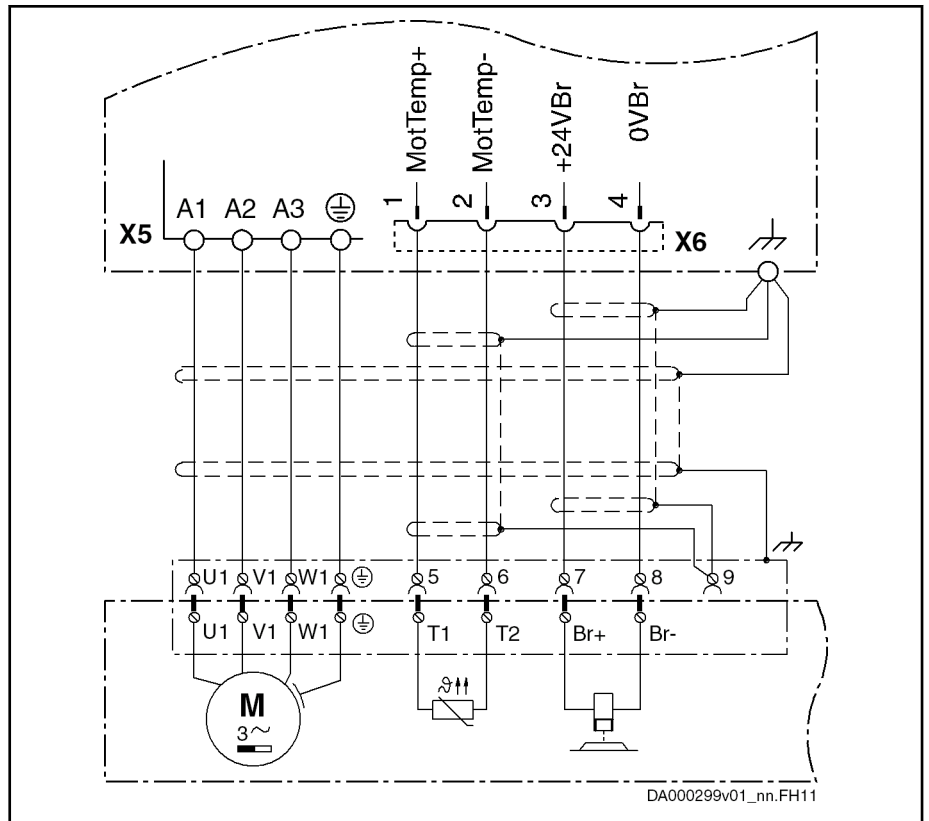 MotTemp+
MotTemp-
+24VBr
0VBr
1
2
3
4
X5
A1 A2 A3
X6
U1 V1 W1 5 6 7 8 9
U1 V1 W1 T1 T2 Br+ Br-
ϑ
M
3~
DA000299v01_nn.FH11